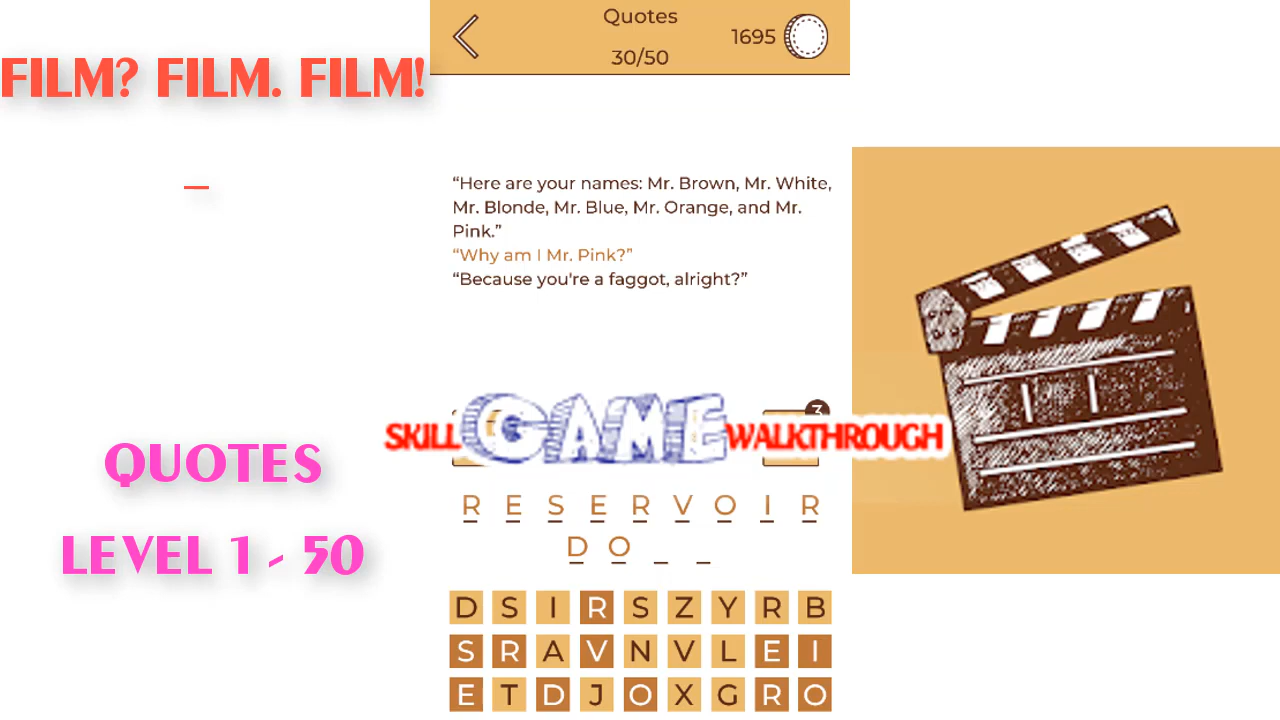 Quotes
30/50
1695
FILM? FILM. FILM!
–
“Here are your names: Mr. Brown, Mr. White,
Mr. Blonde, Mr. Blue, Mr. Orange, and Mr.
Pink.”
“Why am I Mr. Pink?”
“Because you're a faggot, alright?”
3
SKILL GAME WALKTHROUGH
QUOTES
LEVEL 1 - 50
R E S E R V O I R
D O _ _
D S I R S Z Y R B
S R A V N V L E I
E T D J O X G R O